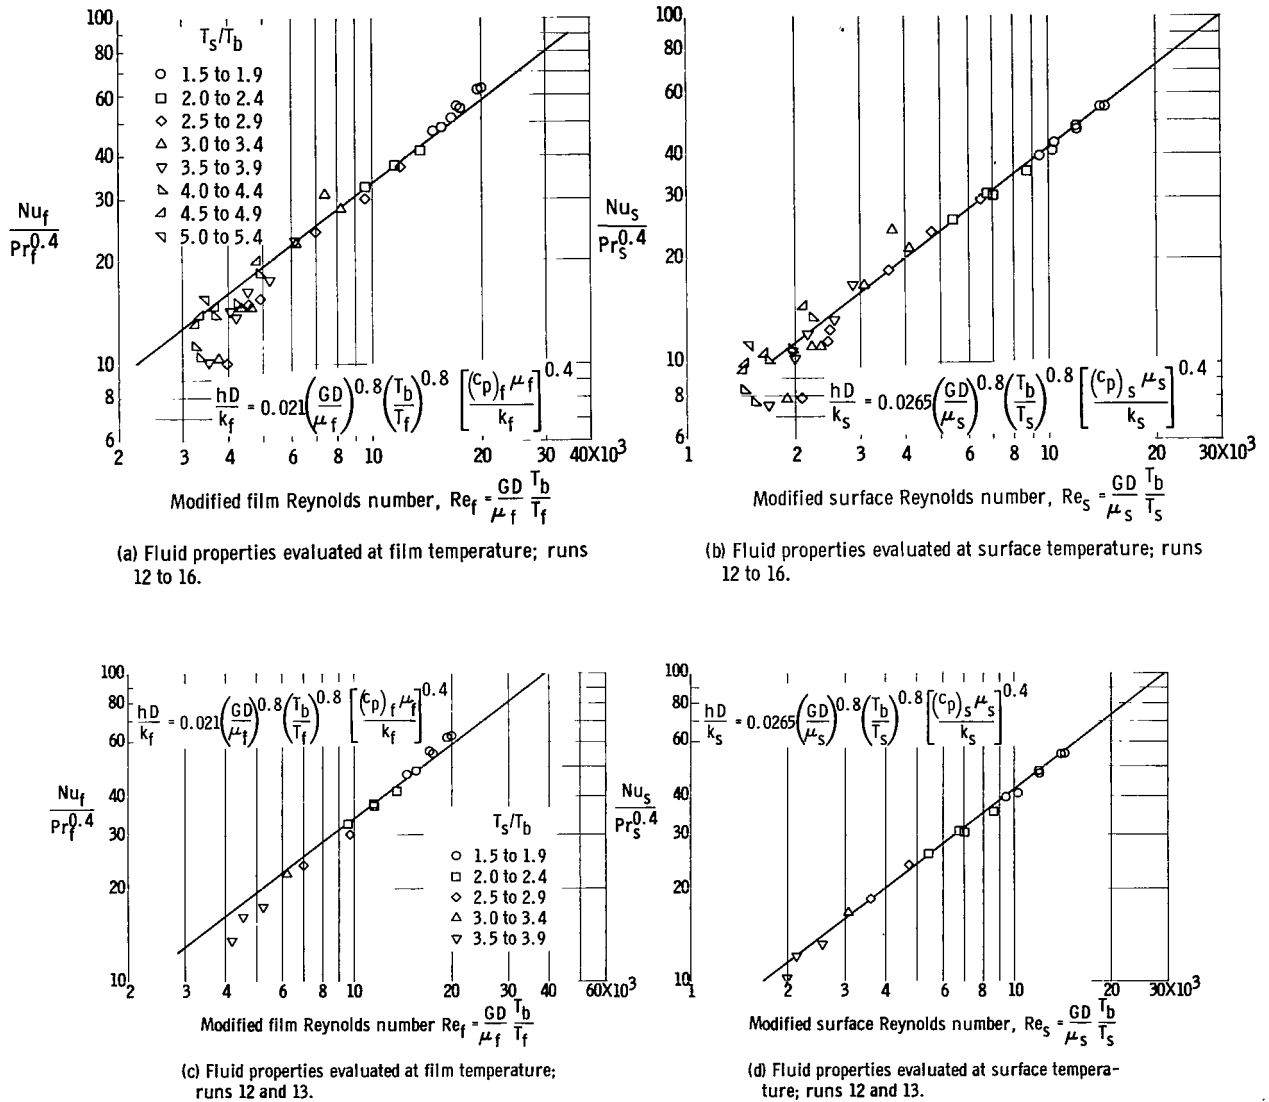 100
80
60
40
30
20
10
8
6
Nu_f / Pr_f^0.4
T_s/T_b
1.5 to 1.9
2.0 to 2.4
2.5 to 2.9
3.0 to 3.4
3.5 to 3.9
4.0 to 4.4
4.5 to 4.9
5.0 to 5.4
hD/k_f = 0.021 (GD/μ_f)^0.8 (T_b/T_f)^0.8 [(c_p)_f μ_f / k_f]^0.4
2 3 4 6 8 10 20 30 40X10^3
Modified film Reynolds number, Re_f = GD/μ_f T_b/T_f
(a) Fluid properties evaluated at film temperature; runs
12 to 16.
100
80
60
40
30
20
10
8
6
Nu_s / Pr_s^0.4
hD/k_s = 0.0265 (GD/μ_s)^0.8 (T_b/T_s)^0.8 [(c_p)_s μ_s / k_s]^0.4
1 2 3 4 6 8 10 20 30X10^3
Modified surface Reynolds number, Re_s = GD/μ_s T_b/T_s
(b) Fluid properties evaluated at surface temperature; runs
12 to 16.
100
80
60
40
30
20
10
Nu_f / Pr_f^0.4
hD/k_f = 0.021 (GD/μ_f)^0.8 (T_b/T_f)^0.8 [(c_p)_f μ_f / k_f]^0.4
T_s/T_b
1.5 to 1.9
2.0 to 2.4
2.5 to 2.9
3.0 to 3.4
3.5 to 3.9
2 3 4 6 8 10 20 30 40 60X10^3
Modified film Reynolds number Re_f = GD/μ_f T_b/T_f
(c) Fluid properties evaluated at film temperature;
runs 12 and 13.
100
80
60
40
30
20
10
Nu_s / Pr_s^0.4
hD/k_s = 0.0265 (GD/μ_s)^0.8 (T_b/T_s)^0.8 [(c_p)_s μ_s / k_s]^0.4
1 2 3 4 6 8 10 20 30X10^3
Modified surface Reynolds number, Re_s = GD/μ_s T_b/T_s
(d) Fluid properties evaluated at surface tempera-
ture; runs 12 and 13.